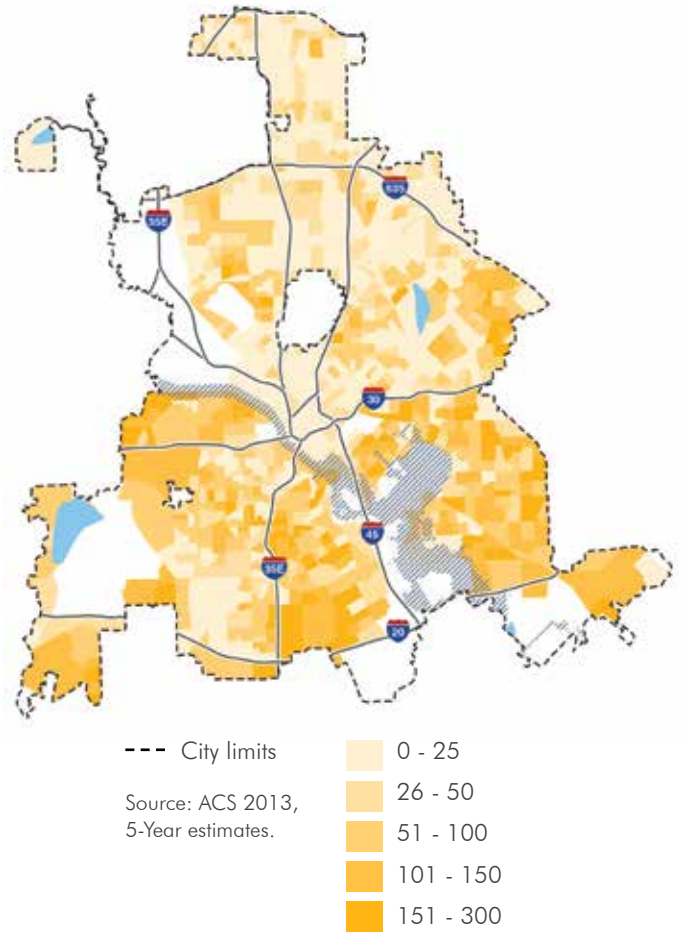 635
35E
30
45
35E
20
City limits
Source: ACS 2013,
5-Year estimates.
0 - 25
26 - 50
51 - 100
101 - 150
151 - 300